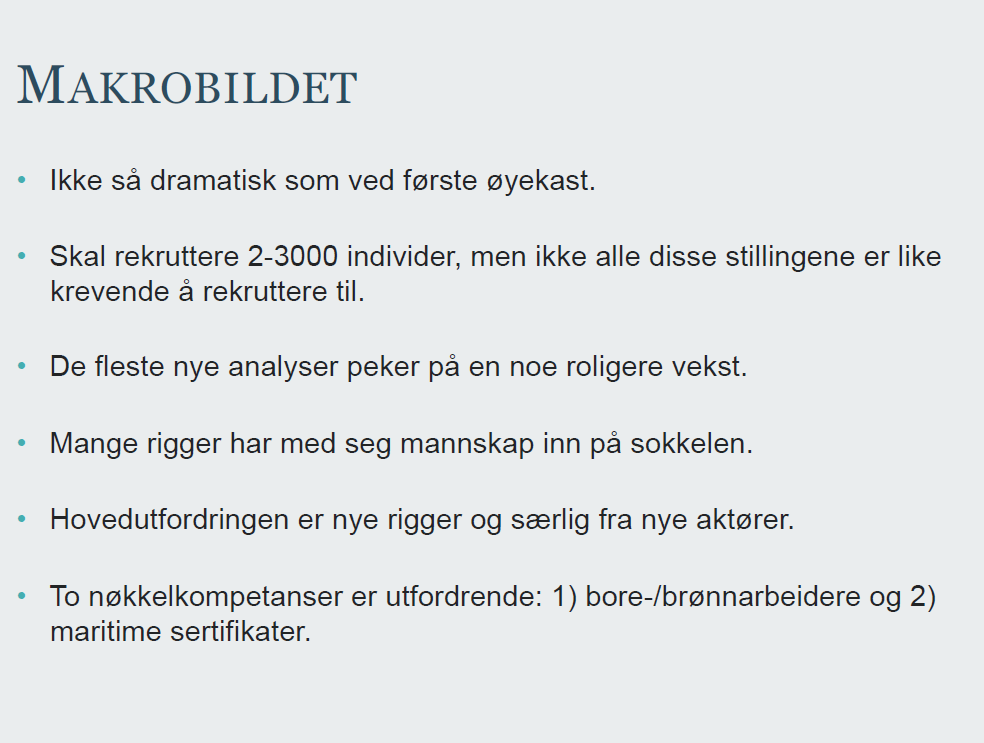 MAKROBILDET
• Ikke så dramatisk som ved første øyekast.
• Skal rekruttere 2-3000 individer, men ikke alle disse stillingene er like
krevende å rekruttere til.
• De fleste nye analyser peker på en noe roligere vekst.
• Mange rigger har med seg mannskap inn på sokkelen.
• Hovedutfordringen er nye rigger og særlig fra nye aktører.
• To nøkkelkompetanser er utfordrende: 1) bore-/brønnarbeidere og 2)
maritime sertifikater.